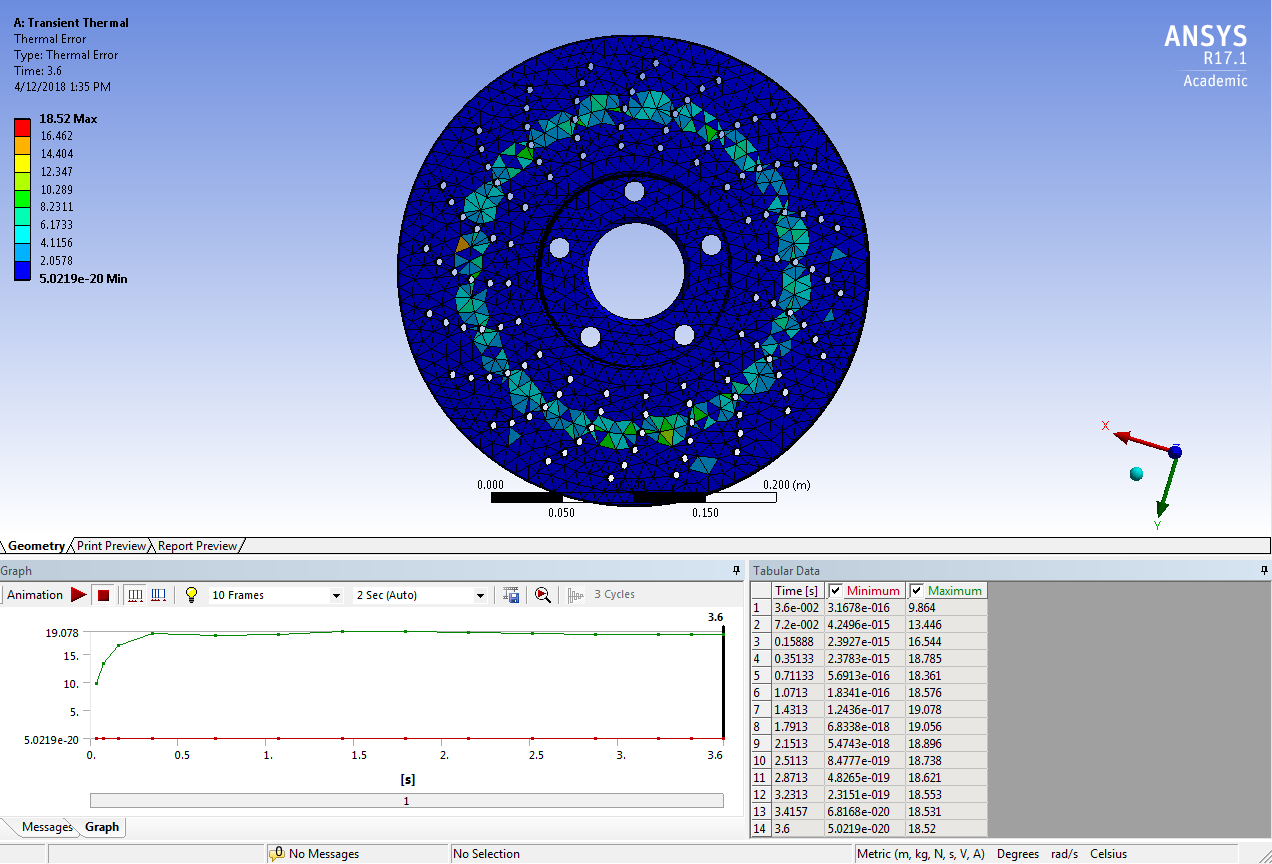 A: Transient Thermal
Thermal Error
Type: Thermal Error
Time: 3.6
4/12/2018 1:35 PM
18.52 Max
16.462
14.404
12.347
10.289
8.2311
6.1733
4.1156
2.0578
5.0219e-20 Min
ANSYS
R17.1
Academic
0.000
0.050
0.150
0.200 (m)
X
Y
Z
Geometry Print Preview Report Preview
Graph
Animation 10 Frames 2 Sec (Auto) 3 Cycles
3.6
19.078
15.
10.
5.
5.0219e-20
0. 0.5 1. 1.5 2. 2.5 3. 3.6
[s]
1
Messages Graph
Tabular Data
Time [s] Minimum Maximum
1 3.6e-002 3.1678e-016 9.864
2 7.2e-002 4.2496e-015 13.446
3 0.15888 2.3927e-015 16.544
4 0.35133 2.3783e-015 18.785
5 0.71133 5.6913e-016 18.361
6 1.0713 1.8341e-016 18.576
7 1.4313 1.2436e-017 19.078
8 1.7913 6.8338e-018 19.056
9 2.1513 5.4743e-018 18.896
10 2.5113 8.4777e-019 18.738
11 2.8713 4.8265e-019 18.621
12 3.2313 2.3151e-019 18.553
13 3.4157 6.8168e-020 18.531
14 3.6 5.0219e-020 18.52
0 No Messages No Selection Metric (m, kg, N, s, V, A) Degrees rad/s Celsius